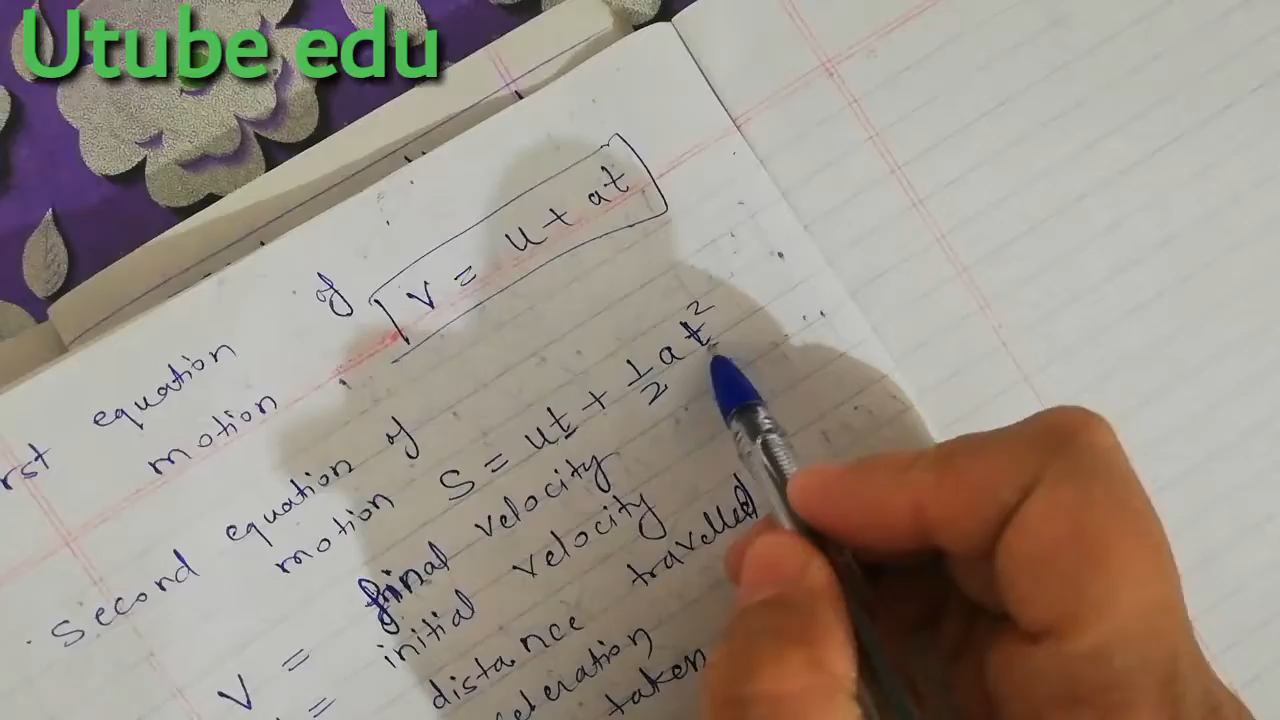 Utube edu
rst equation of
motion V = u + at
Second equation of
motion S = ut + 1/2 at²
V = final velocity
= initial velocity
distance travelled
eleration
taken